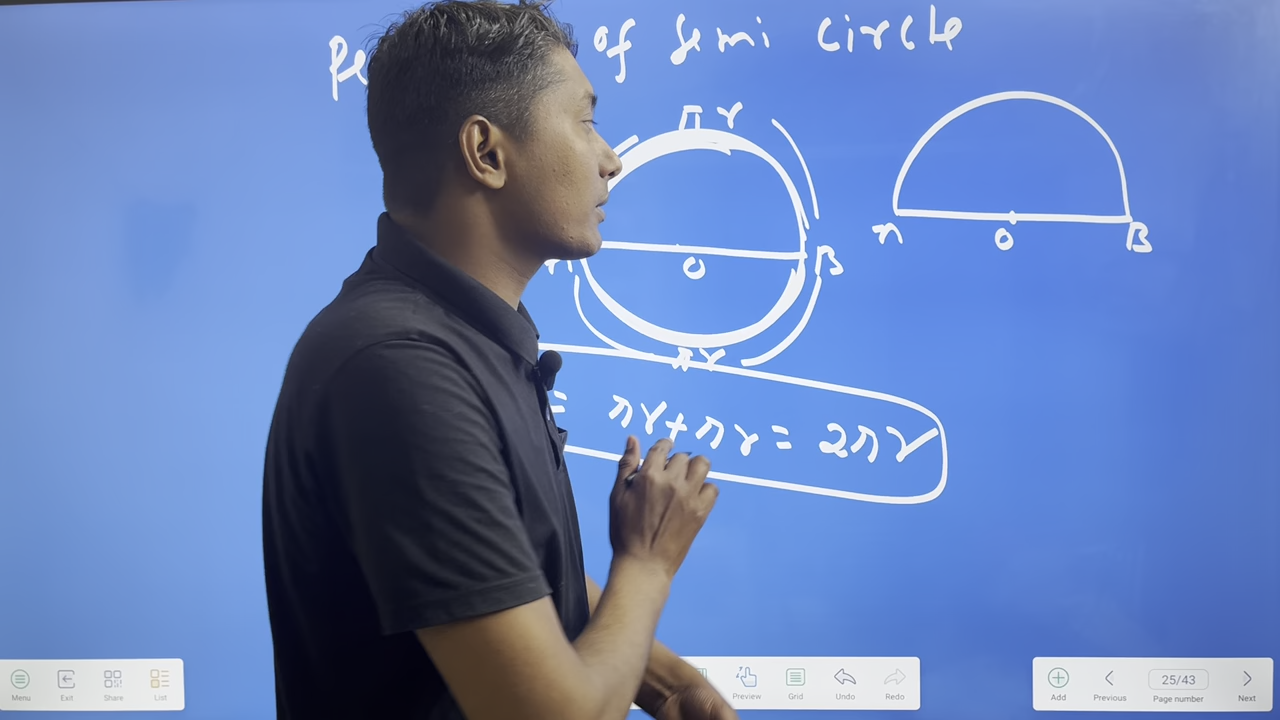 Pe of Semi circle
πr
A O B
O B
πr
= πr + πr = 2πr
Menu Exit Share List Preview Grid Undo Redo Add Previous 25/43 Page number Next